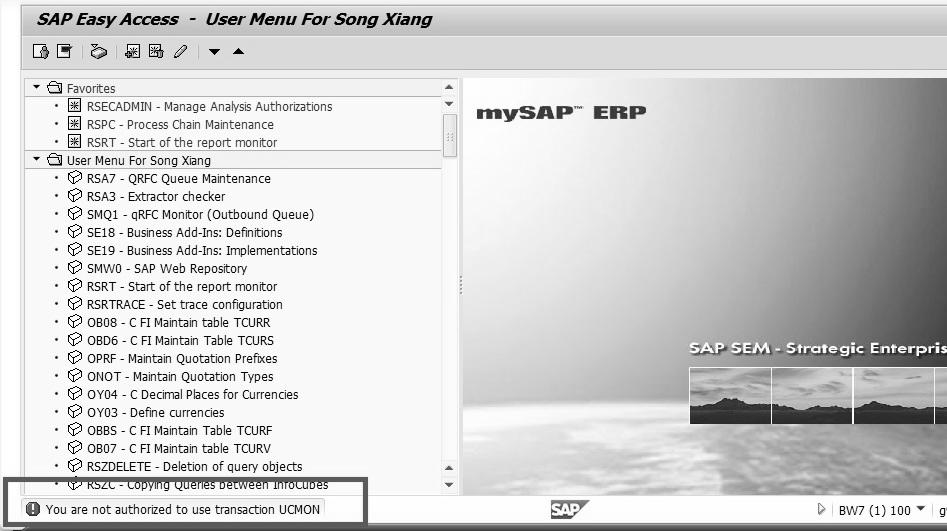 SAP Easy Access - User Menu For Song Xiang
Favorites
RSECADMIN - Manage Analysis Authorizations
RSPC - Process Chain Maintenance
RSRT - Start of the report monitor
User Menu For Song Xiang
RSA7 - QRFC Queue Maintenance
RSA3 - Extractor checker
SMQ1 - qRFC Monitor (Outbound Queue)
SE18 - Business Add-Ins: Definitions
SE19 - Business Add-Ins: Implementations
SMW0 - SAP Web Repository
RSRT - Start of the report monitor
RSRTRACE - Set trace configuration
OB08 - C FI Maintain table TCURR
OBD6 - C FI Maintain Table TCURS
OPRF - Maintain Quotation Prefixes
ONOT - Maintain Quotation Types
OY04 - C Decimal Places for Currencies
OY03 - Define currencies
OBBS - C FI Maintain Table TCURF
OB07 - C FI Maintain Table TCURV
RSZDELETE - Deletion of query objects
RSZC - Copying Queries between InfoCubes
mySAP™ ERP
SAP SEM - Strategic Enterpris
You are not authorized to use transaction UCMON
SAP
BW7 (1) 100
g